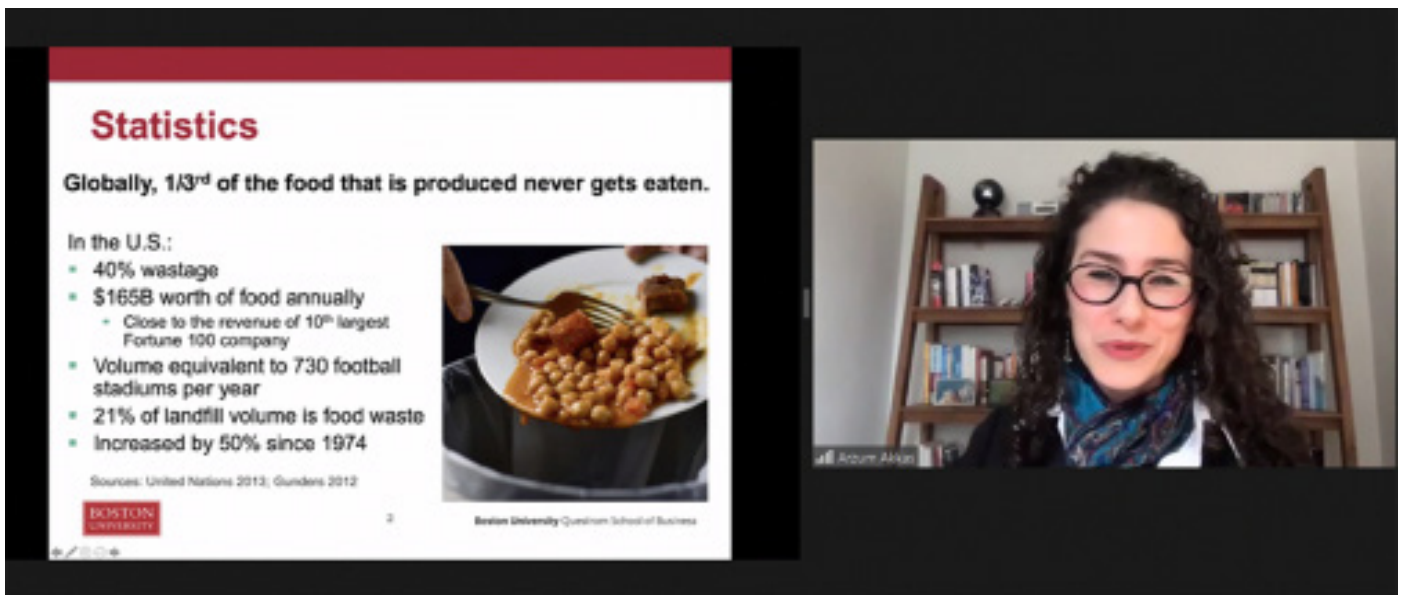 Statistics
Globally, 1/3rd of the food that is produced never gets eaten.
In the U.S.:
40% wastage
$165B worth of food annually
Close to the revenue of 10th largest
Fortune 100 company
Volume equivalent to 730 football
stadiums per year
21% of landfill volume is food waste
Increased by 50% since 1974
Sources: United Nations 2013; Gunders 2012
BOSTON
UNIVERSITY
2
Boston University Questrom School of Business
Arzum Akkas